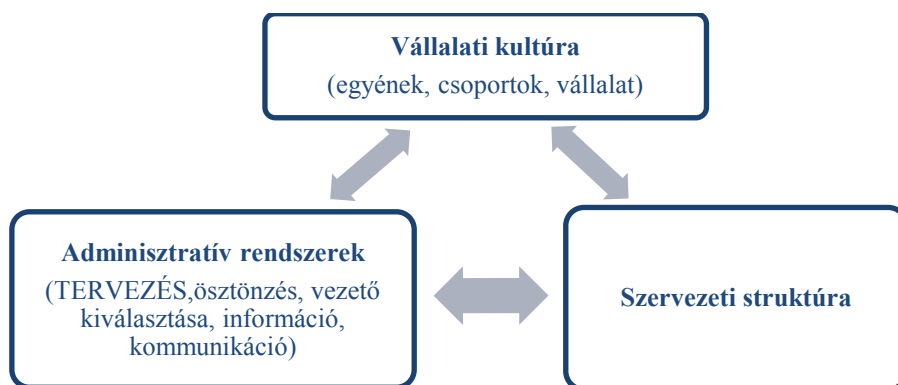 Vállalati kultúra
(egyének, csoportok, vállalat)
Adminisztratív rendszerek
(TERVEZÉS,ösztönzés, vezető
kiválasztása, információ,
kommunikáció)
Szervezeti struktúra